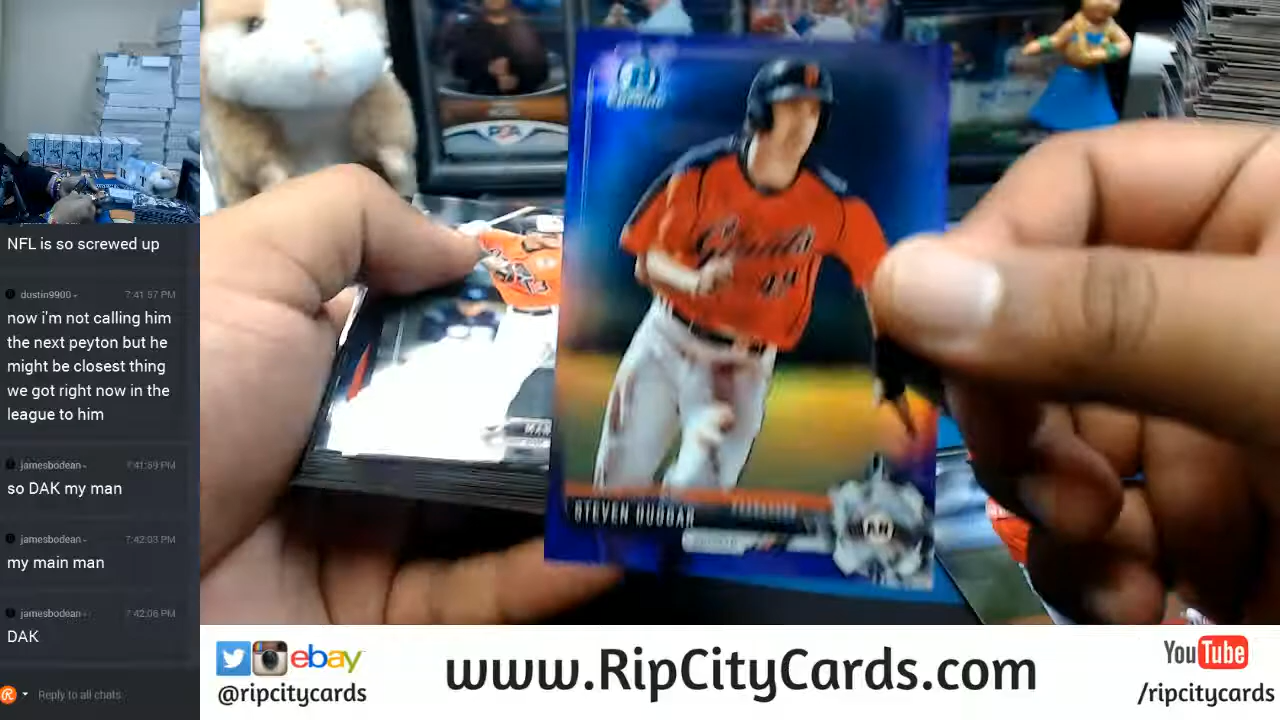 NFL is so screwed up
dustin9900
7:41:57 PM
now i'm not calling him
the next peyton but he
might be closest thing
we got right now in the
league to him
jamesbodean
7:41:59 PM
so DAK my man
jamesbodean
7:42:03 PM
my main man
jamesbodean
7:42:06 PM
DAK
Reply to all chats
PSA
Giants
STEVEN DUGGAR
ebay
@ripcitycards
www.RipCityCards.com
YouTube
/ripcitycards